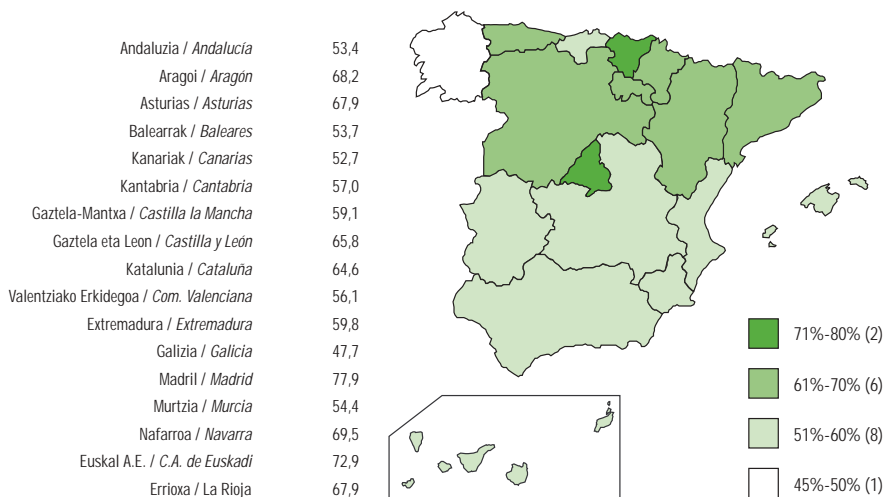 Andaluzia / Andalucía 53,4
Aragoi / Aragón 68,2
Asturias / Asturias 67,9
Balearrak / Baleares 53,7
Kanariak / Canarias 52,7
Kantabria / Cantabria 57,0
Gaztela-Mantxa / Castilla la Mancha 59,1
Gaztela eta Leon / Castilla y León 65,8
Katalunia / Cataluña 64,6
Valentziako Erkidegoa / Com. Valenciana 56,1
Extremadura / Extremadura 59,8
Galizia / Galicia 47,7
Madril / Madrid 77,9
Murtzia / Murcia 54,4
Nafarroa / Navarra 69,5
Euskal A.E. / C.A. de Euskadi 72,9
Errioxa / La Rioja 67,9
71%-80% (2)
61%-70% (6)
51%-60% (8)
45%-50% (1)